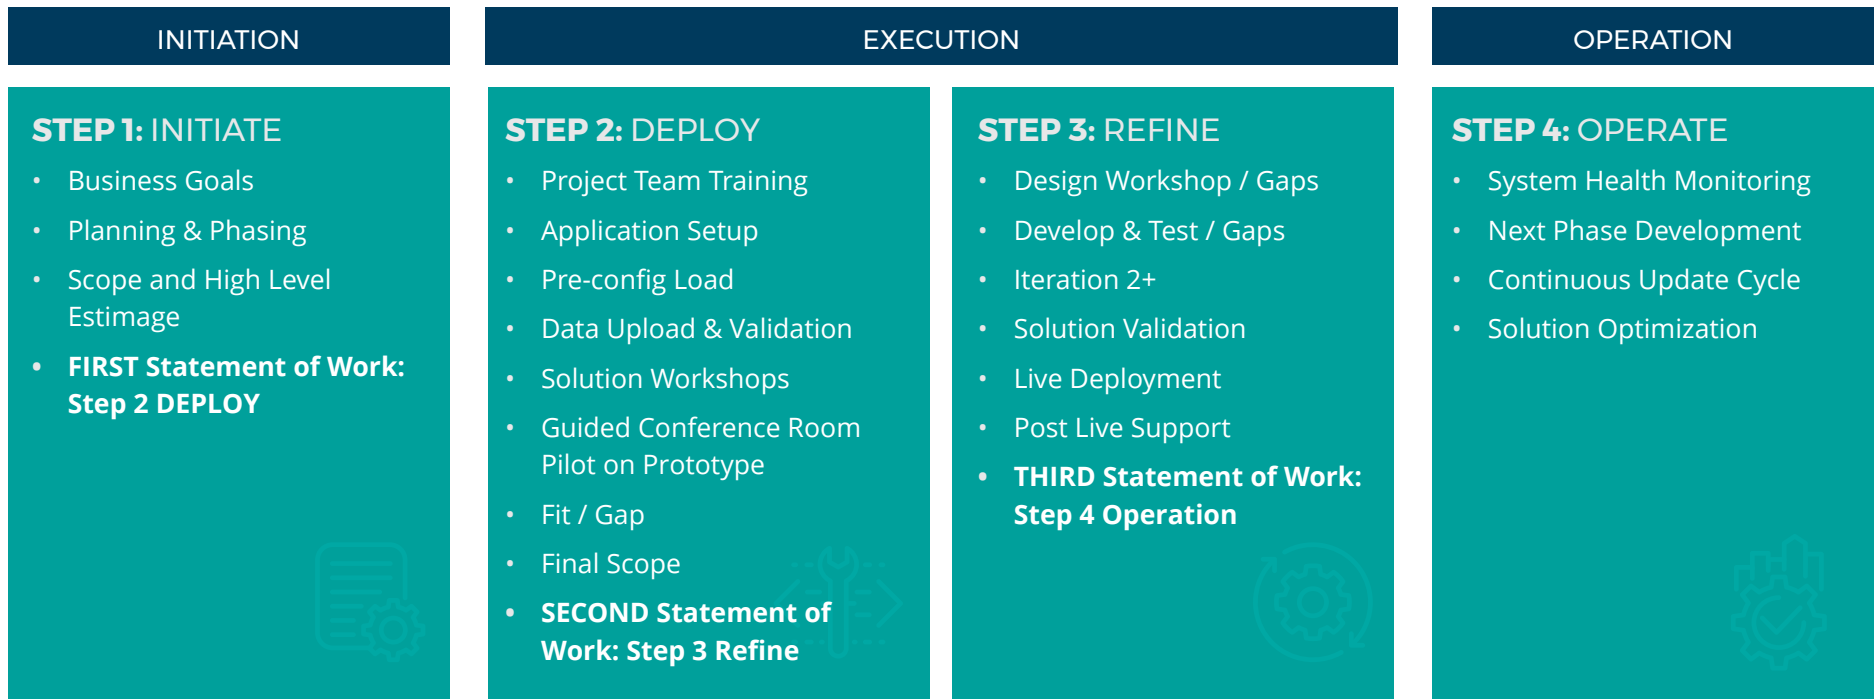 INITIATION
EXECUTION
OPERATION
STEP 1: INITIATE
• Business Goals
• Planning & Phasing
• Scope and High Level
Estimage
• FIRST Statement of Work:
Step 2 DEPLOY
STEP 2: DEPLOY
• Project Team Training
• Application Setup
• Pre-config Load
• Data Upload & Validation
• Solution Workshops
• Guided Conference Room
Pilot on Prototype
• Fit / Gap
• Final Scope
• SECOND Statement of
Work: Step 3 Refine
STEP 3: REFINE
• Design Workshop / Gaps
• Develop & Test / Gaps
• Iteration 2+
• Solution Validation
• Live Deployment
• Post Live Support
• THIRD Statement of Work:
Step 4 Operation
STEP 4: OPERATE
• System Health Monitoring
• Next Phase Development
• Continuous Update Cycle
• Solution Optimization